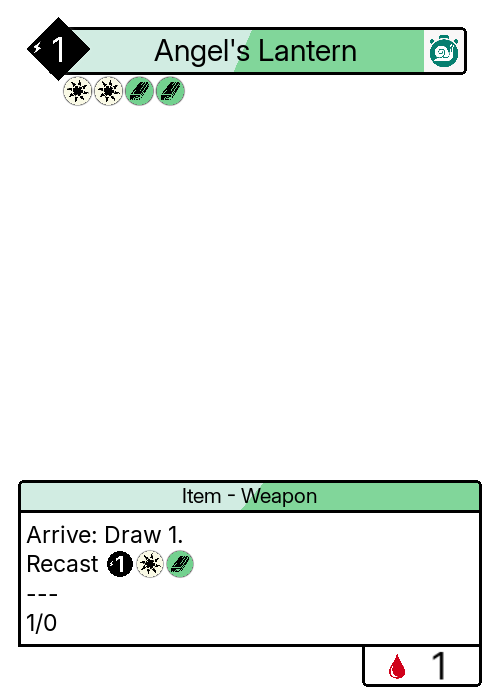 1 Angel's Lantern
Item - Weapon
Arrive: Draw 1.
Recast 1
---
1/0
1